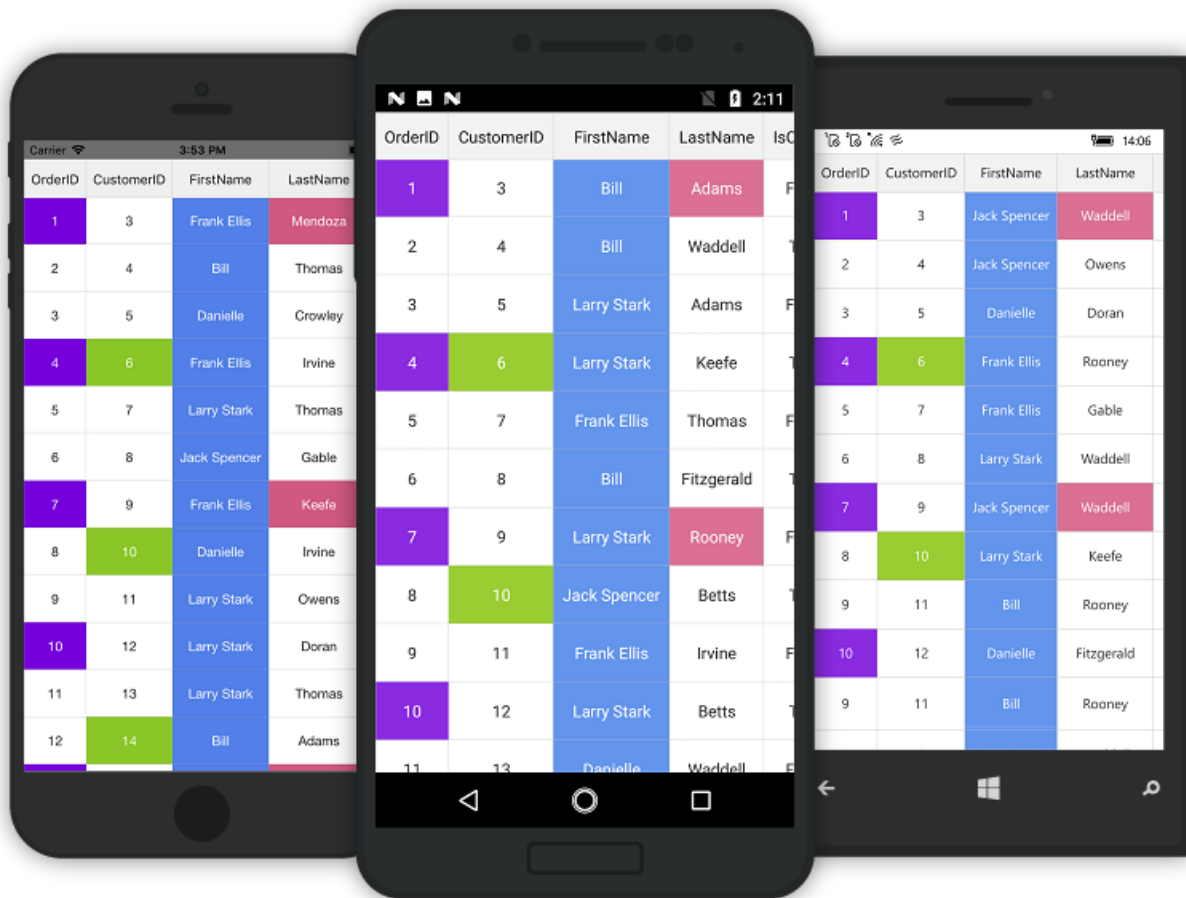 Carrier 3:53 PM
OrderID CustomerID FirstName LastName
1 3 Frank Ellis Mendoza
2 4 Bill Thomas
3 5 Danielle Crowley
4 6 Frank Ellis Irvine
5 7 Larry Stark Thomas
6 8 Jack Spencer Gable
7 9 Frank Ellis Keefe
8 10 Danielle Irvine
9 11 Larry Stark Owens
10 12 Larry Stark Doran
11 13 Larry Stark Thomas
12 14 Bill Adams
2:11
OrderID CustomerID FirstName LastName
1 3 Bill Adams F
2 4 Bill Waddell
3 5 Larry Stark Adams F
4 6 Larry Stark Keefe
5 7 Frank Ellis Thomas F
6 8 Bill Fitzgerald
7 9 Larry Stark Rooney F
8 10 Jack Spencer Betts
9 11 Frank Ellis Irvine F
10 12 Larry Stark Betts
11 13 Danielle Waddell F
14:06
OrderID CustomerID FirstName LastName
1 3 Jack Spencer Waddell
2 4 Jack Spencer Owens
3 5 Danielle Doran
4 6 Frank Ellis Rooney
5 7 Frank Ellis Gable
6 8 Larry Stark Waddell
7 9 Jack Spencer Waddell
8 10 Larry Stark Keefe
9 11 Bill Rooney
10 12 Danielle Fitzgerald
9 11 Bill Rooney